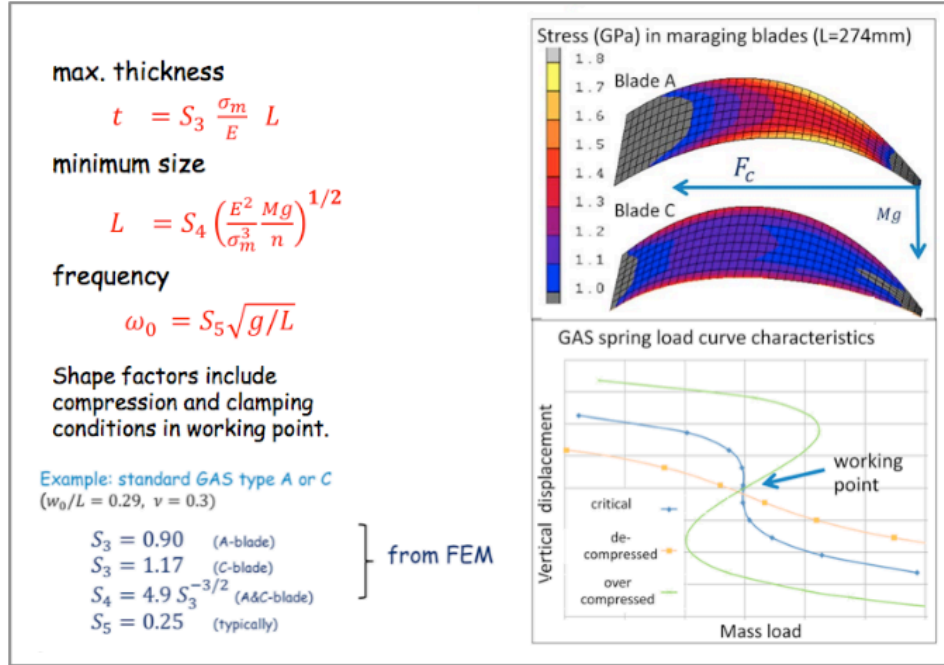 max. thickness
t = S₃ σₘ/E L
minimum size
L = S₄ (E²/σₘ³ Mg/n)^1/2
frequency
ω₀ = S₅√g/L
Shape factors include
compression and clamping
conditions in working point.
Example: standard GAS type A or C
(w₀/L = 0.29, ν = 0.3)
S₃ = 0.90 (A-blade)
S₃ = 1.17 (C-blade)
S₄ = 4.9 S₃^−3/2 (A&C-blade)
S₅ = 0.25 (typically)
from FEM
Stress (GPa) in maraging blades (L=274mm)
1.8
1.7
1.6
1.5
1.4
1.3
1.2
1.1
1.0
Blade A
F_c
Mg
Blade C
GAS spring load curve characteristics
Vertical displacement
working
point
critical
de-
compressed
over
compressed
Mass load